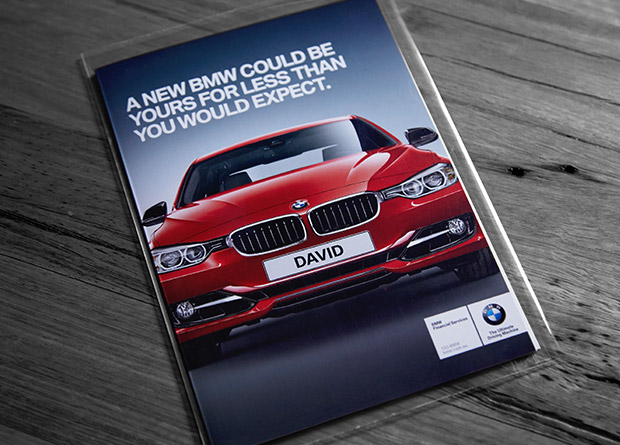 A NEW BMW COULD BE
YOURS FOR LESS THAN
YOU WOULD EXPECT.
DAVID
BMW
Financial Services
The Ultimate
Driving Machine